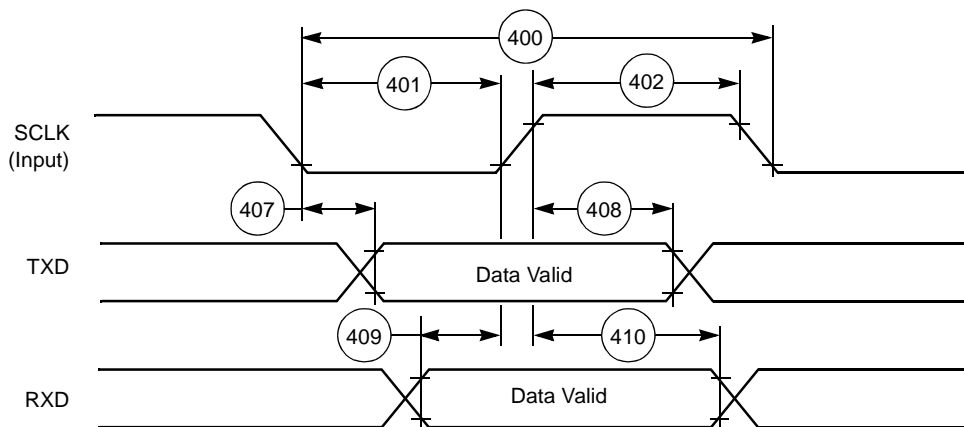 400
401
402
SCLK
(Input)
407
408
TXD
Data Valid
409
410
RXD
Data Valid